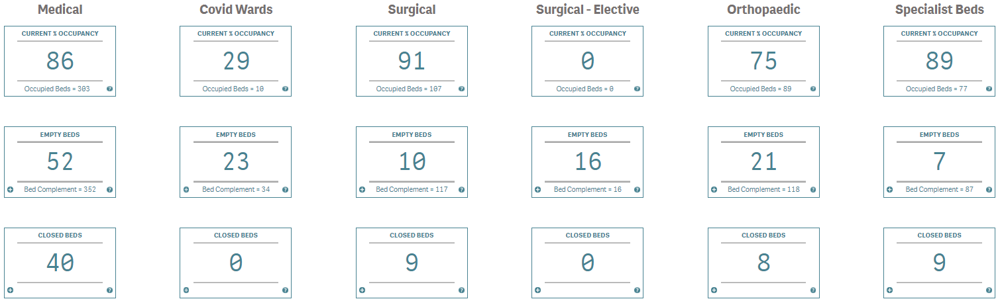 Medical Covid Wards Surgical Surgical - Elective Orthopaedic Specialist Beds
CURRENT % OCCUPANCY CURRENT % OCCUPANCY CURRENT % OCCUPANCY CURRENT % OCCUPANCY CURRENT % OCCUPANCY CURRENT % OCCUPANCY
86 29 91 0 75 89
Occupied Beds = 303 ? Occupied Beds = 10 ? Occupied Beds = 107 ? Occupied Beds = 0 ? Occupied Beds = 89 ? Occupied Beds = 77 ?
EMPTY BEDS EMPTY BEDS EMPTY BEDS EMPTY BEDS EMPTY BEDS EMPTY BEDS
52 23 10 16 21 7
+ Bed Complement = 352 ? + Bed Complement = 34 ? + Bed Complement = 117 ? + Bed Complement = 16 ? + Bed Complement = 118 ? + Bed Complement = 87 ?
CLOSED BEDS CLOSED BEDS CLOSED BEDS CLOSED BEDS CLOSED BEDS CLOSED BEDS
40 0 9 0 8 9
+ ? + ? + ? + ? + ? + ?